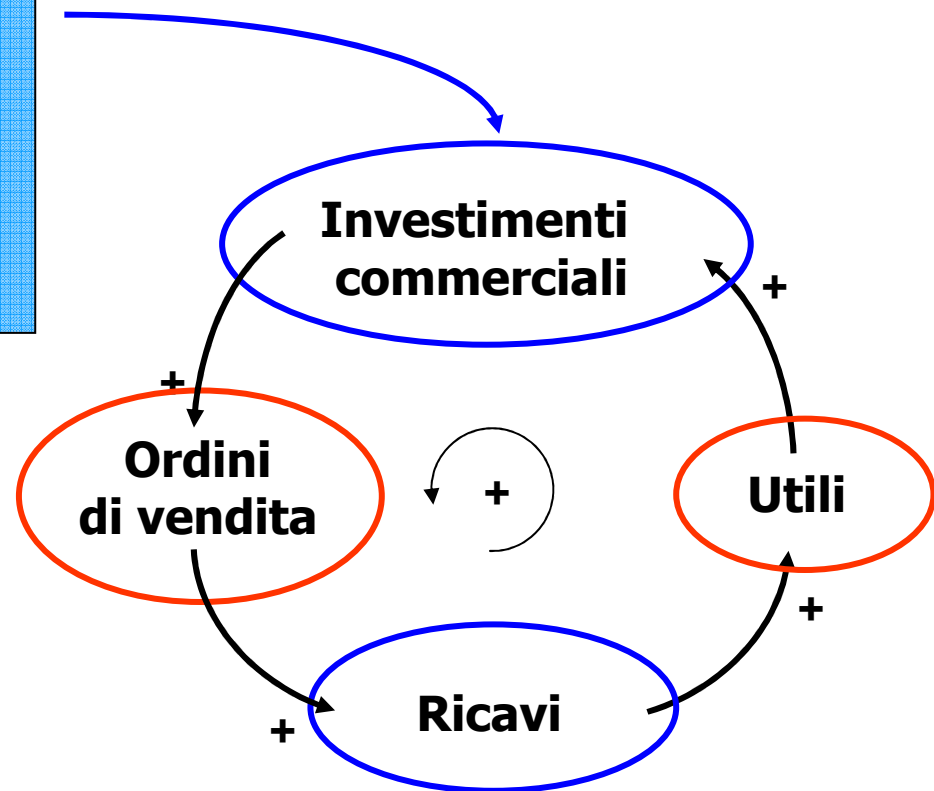 Investimenti
commerciali
+
+
Ordini
di vendita
+
Utili
+
Ricavi
+